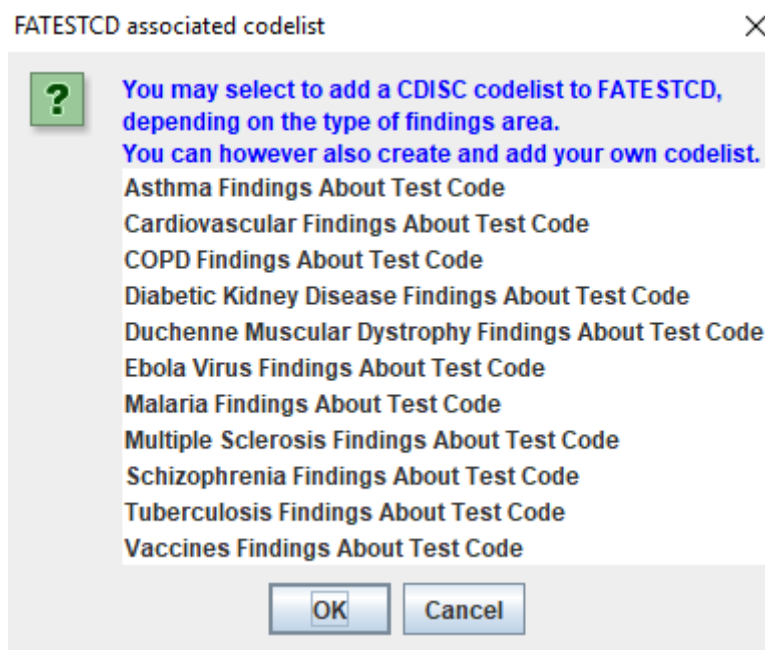 FATESTCD associated codelist
?
You may select to add a CDISC codelist to FATESTCD,
depending on the type of findings area.
You can however also create and add your own codelist.
Asthma Findings About Test Code
Cardiovascular Findings About Test Code
COPD Findings About Test Code
Diabetic Kidney Disease Findings About Test Code
Duchenne Muscular Dystrophy Findings About Test Code
Ebola Virus Findings About Test Code
Malaria Findings About Test Code
Multiple Sclerosis Findings About Test Code
Schizophrenia Findings About Test Code
Tuberculosis Findings About Test Code
Vaccines Findings About Test Code
OK Cancel